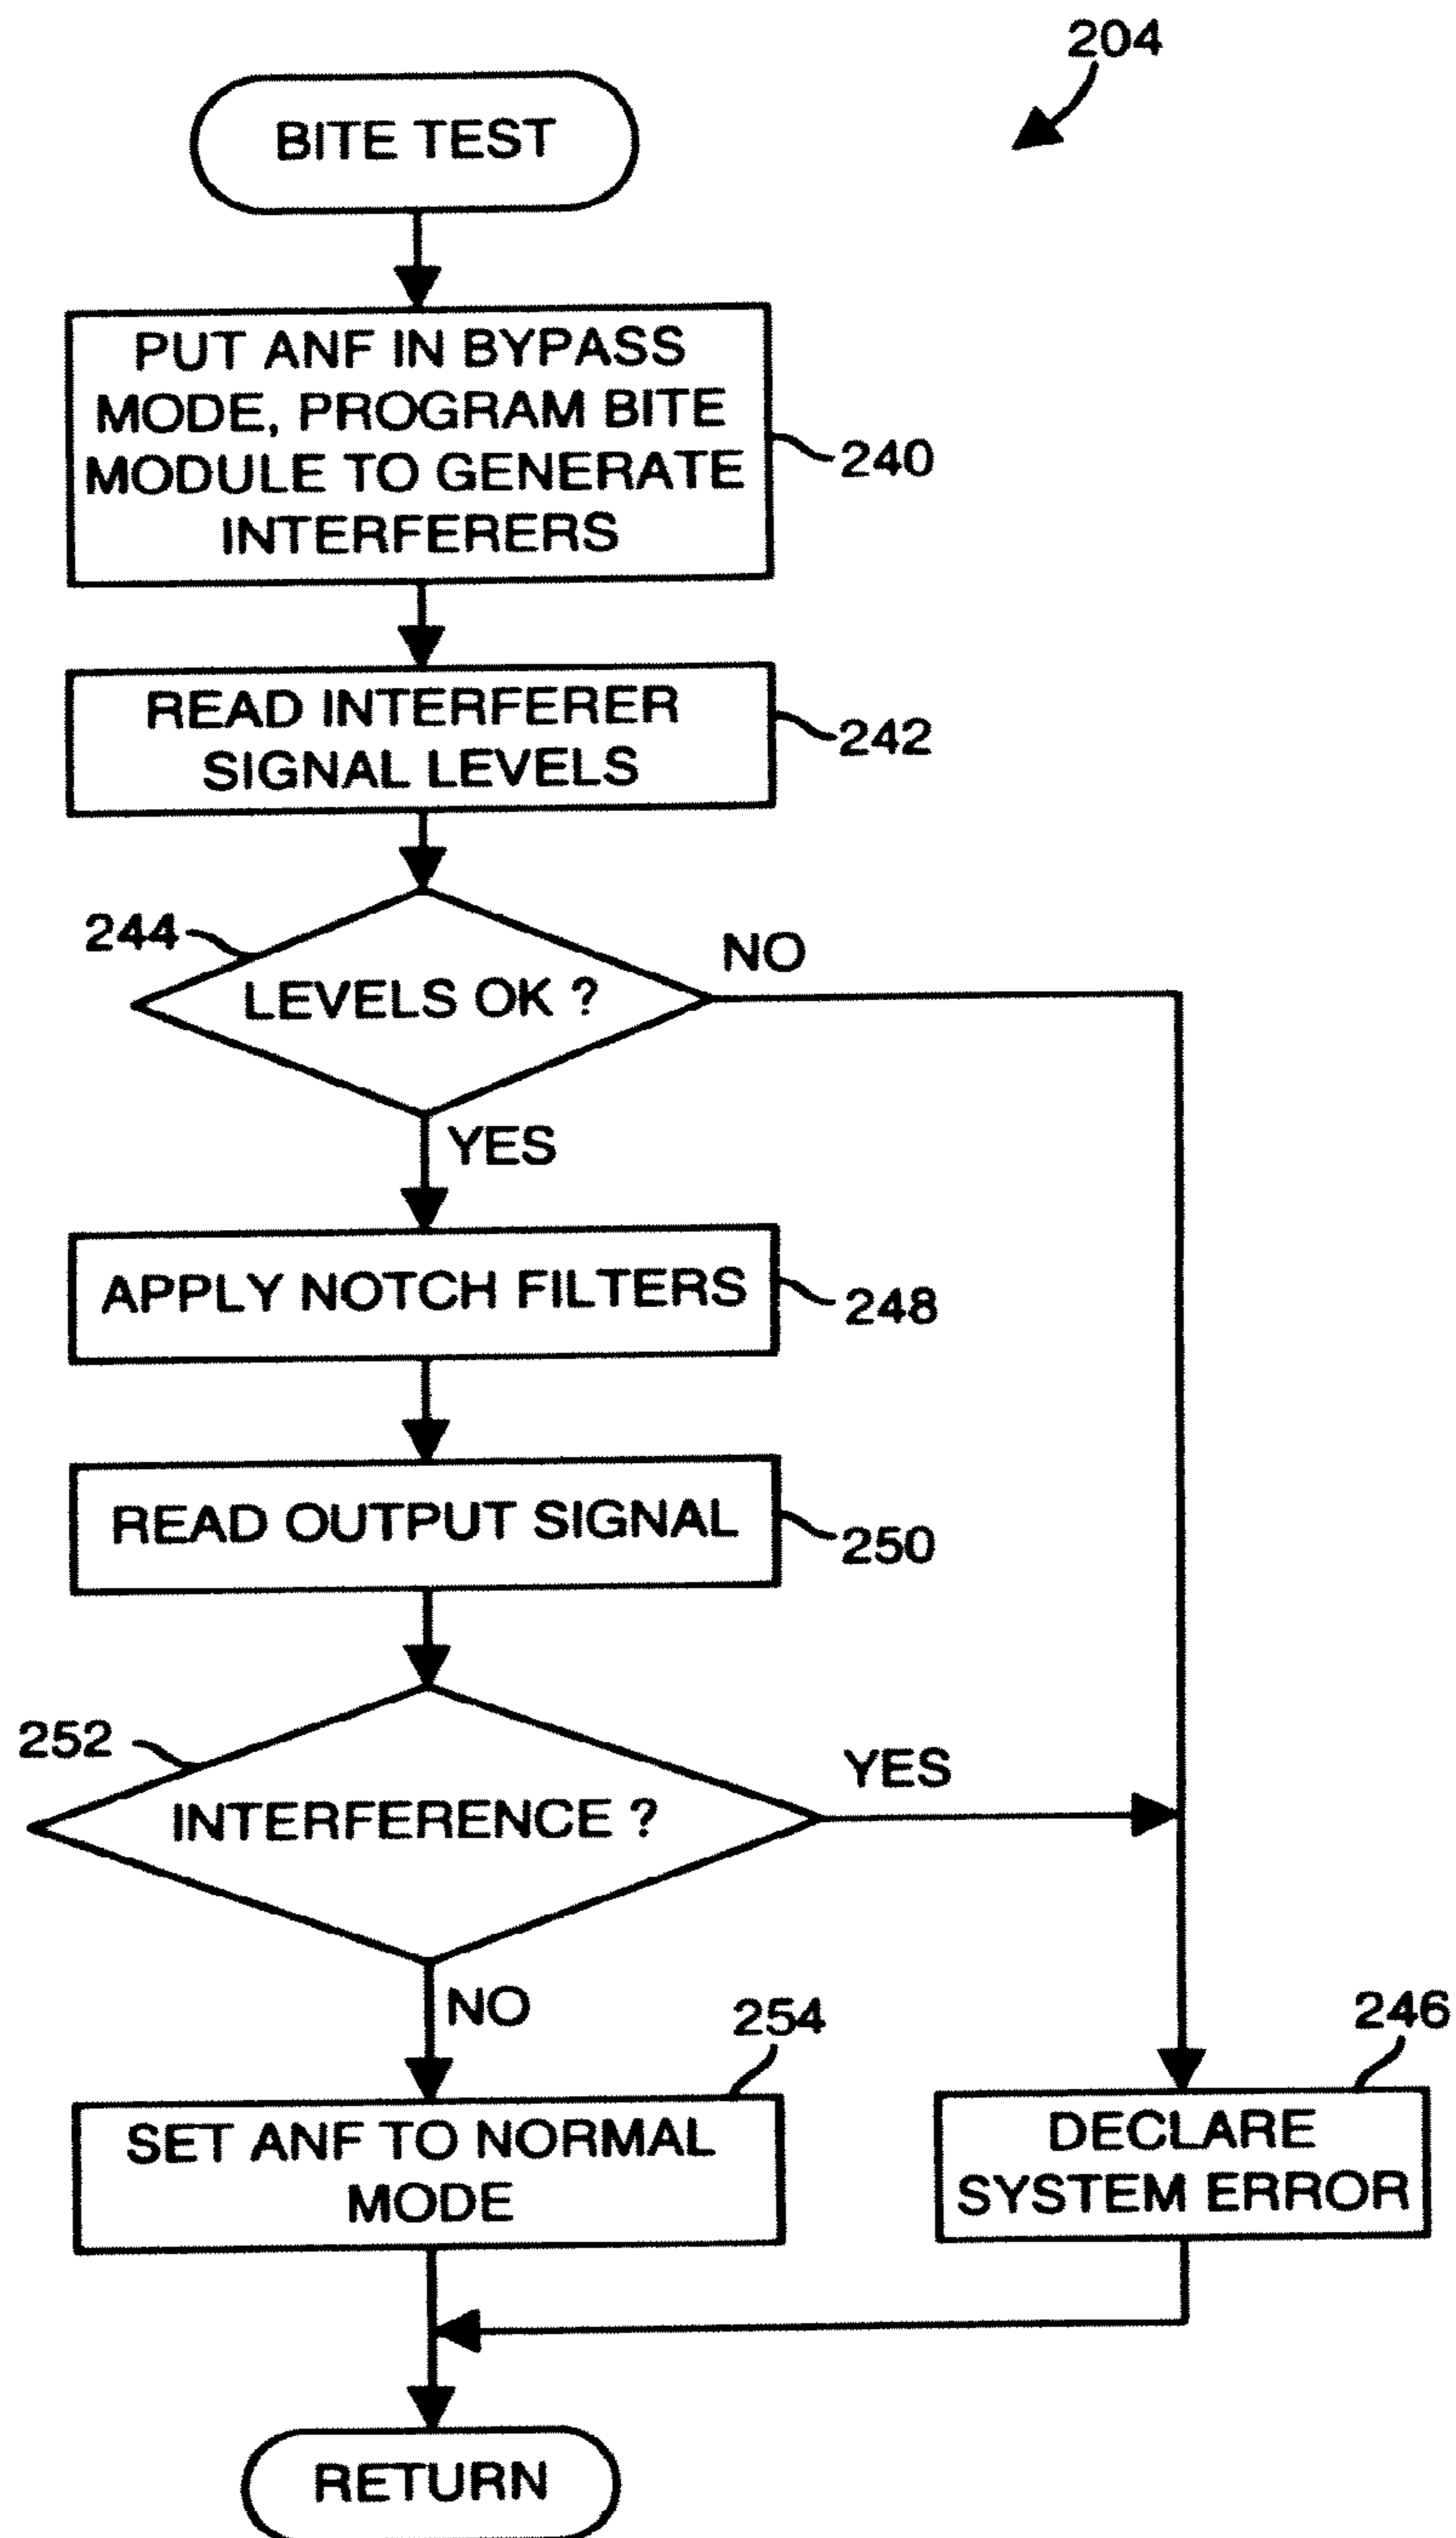 204
BITE TEST
PUT ANF IN BYPASS
MODE, PROGRAM BITE
MODULE TO GENERATE
INTERFERERS
240
READ INTERFERER
SIGNAL LEVELS
242
244
LEVELS OK ?
NO
YES
APPLY NOTCH FILTERS
248
READ OUTPUT SIGNAL
250
252
INTERFERENCE ?
YES
NO
254
SET ANF TO NORMAL
MODE
246
DECLARE
SYSTEM ERROR
RETURN